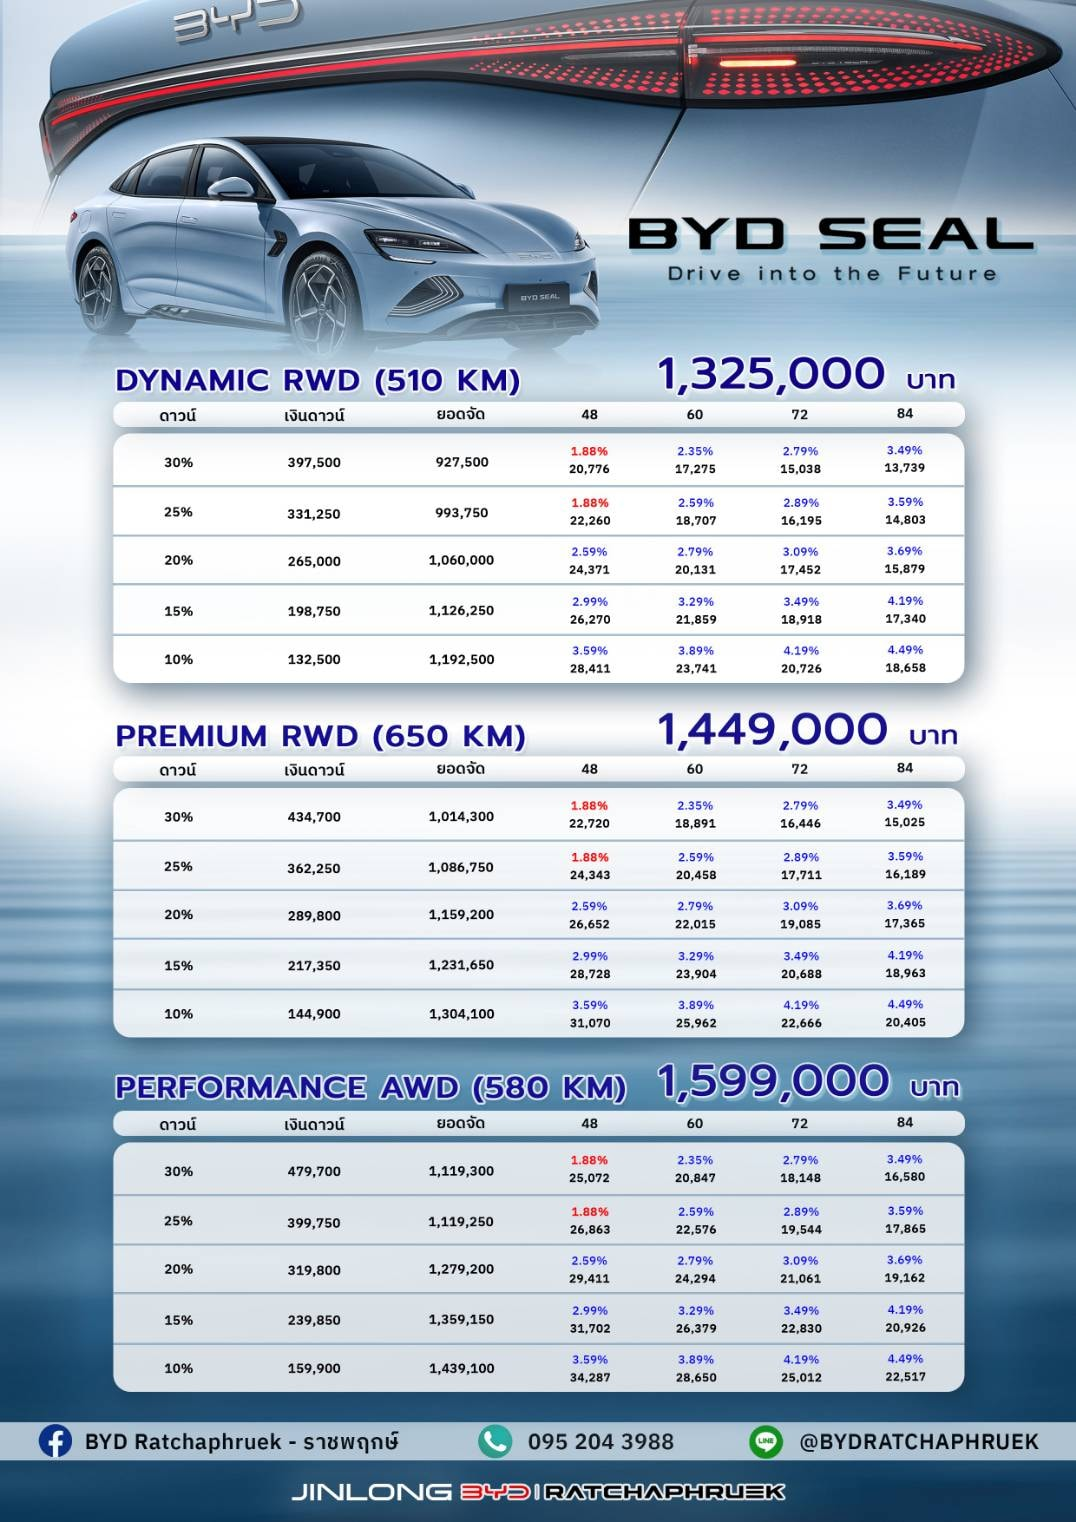 BYD
BYD SEAL
Drive into the Future
BYD SEAL
DYNAMIC RWD (510 KM) 1,325,000 บาท
ดาวน์ เงินดาวน์ ยอดจัด 48 60 72 84
1.88% 2.35% 2.79% 3.49%
30% 397,500 927,500 20,776 17,275 15,038 13,739
1.88% 2.59% 2.89% 3.59%
25% 331,250 993,750 22,260 18,707 16,195 14,803
2.59% 2.79% 3.09% 3.69%
20% 265,000 1,060,000 24,371 20,131 17,452 15,879
2.99% 3.29% 3.49% 4.19%
15% 198,750 1,126,250 26,270 21,859 18,918 17,340
3.59% 3.89% 4.19% 4.49%
10% 132,500 1,192,500 28,411 23,741 20,726 18,658
PREMIUM RWD (650 KM) 1,449,000 บาท
ดาวน์ เงินดาวน์ ยอดจัด 48 60 72 84
1.88% 2.35% 2.79% 3.49%
30% 434,700 1,014,300 22,720 18,891 16,446 15,025
1.88% 2.59% 2.89% 3.59%
25% 362,250 1,086,750 24,343 20,458 17,711 16,189
2.59% 2.79% 3.09% 3.69%
20% 289,800 1,159,200 26,652 22,015 19,085 17,365
2.99% 3.29% 3.49% 4.19%
15% 217,350 1,231,650 28,728 23,904 20,688 18,963
3.59% 3.89% 4.19% 4.49%
10% 144,900 1,304,100 31,070 25,962 22,666 20,405
PERFORMANCE AWD (580 KM) 1,599,000 บาท
ดาวน์ เงินดาวน์ ยอดจัด 48 60 72 84
1.88% 2.35% 2.79% 3.49%
30% 479,700 1,119,300 25,072 20,847 18,148 16,580
1.88% 2.59% 2.89% 3.59%
25% 399,750 1,119,250 26,863 22,576 19,544 17,865
2.59% 2.79% 3.09% 3.69%
20% 319,800 1,279,200 29,411 24,294 21,061 19,162
2.99% 3.29% 3.49% 4.19%
15% 239,850 1,359,150 31,702 26,379 22,830 20,926
3.59% 3.89% 4.19% 4.49%
10% 159,900 1,439,100 34,287 28,650 25,012 22,517
BYD Ratchaphruek - ราชพฤกษ์ 095 204 3988 LINE @BYDRATCHAPHRUEK
JINLONG BYD | RATCHAPHRUEK